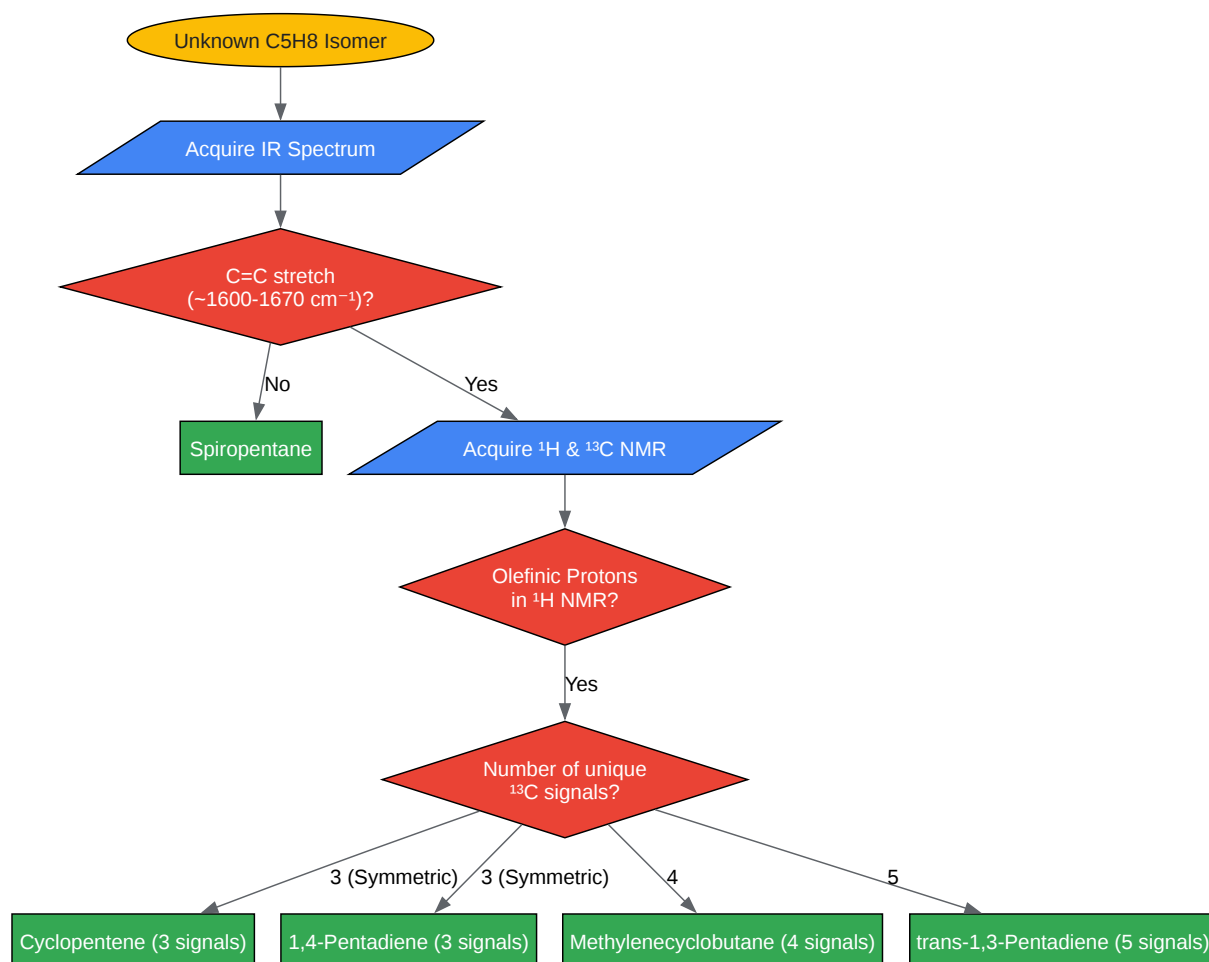 Unknown C5H8 Isomer
Acquire IR Spectrum
C=C stretch
(~1600-1670 cm⁻¹)?
No
Yes
Spiropentane
Acquire ¹H & ¹³C NMR
Olefinic Protons
in ¹H NMR?
Yes
Number of unique
¹³C signals?
3 (Symmetric)
3 (Symmetric)
4
5
Cyclopentene (3 signals)
1,4-Pentadiene (3 signals)
Methylenecyclobutane (4 signals)
trans-1,3-Pentadiene (5 signals)